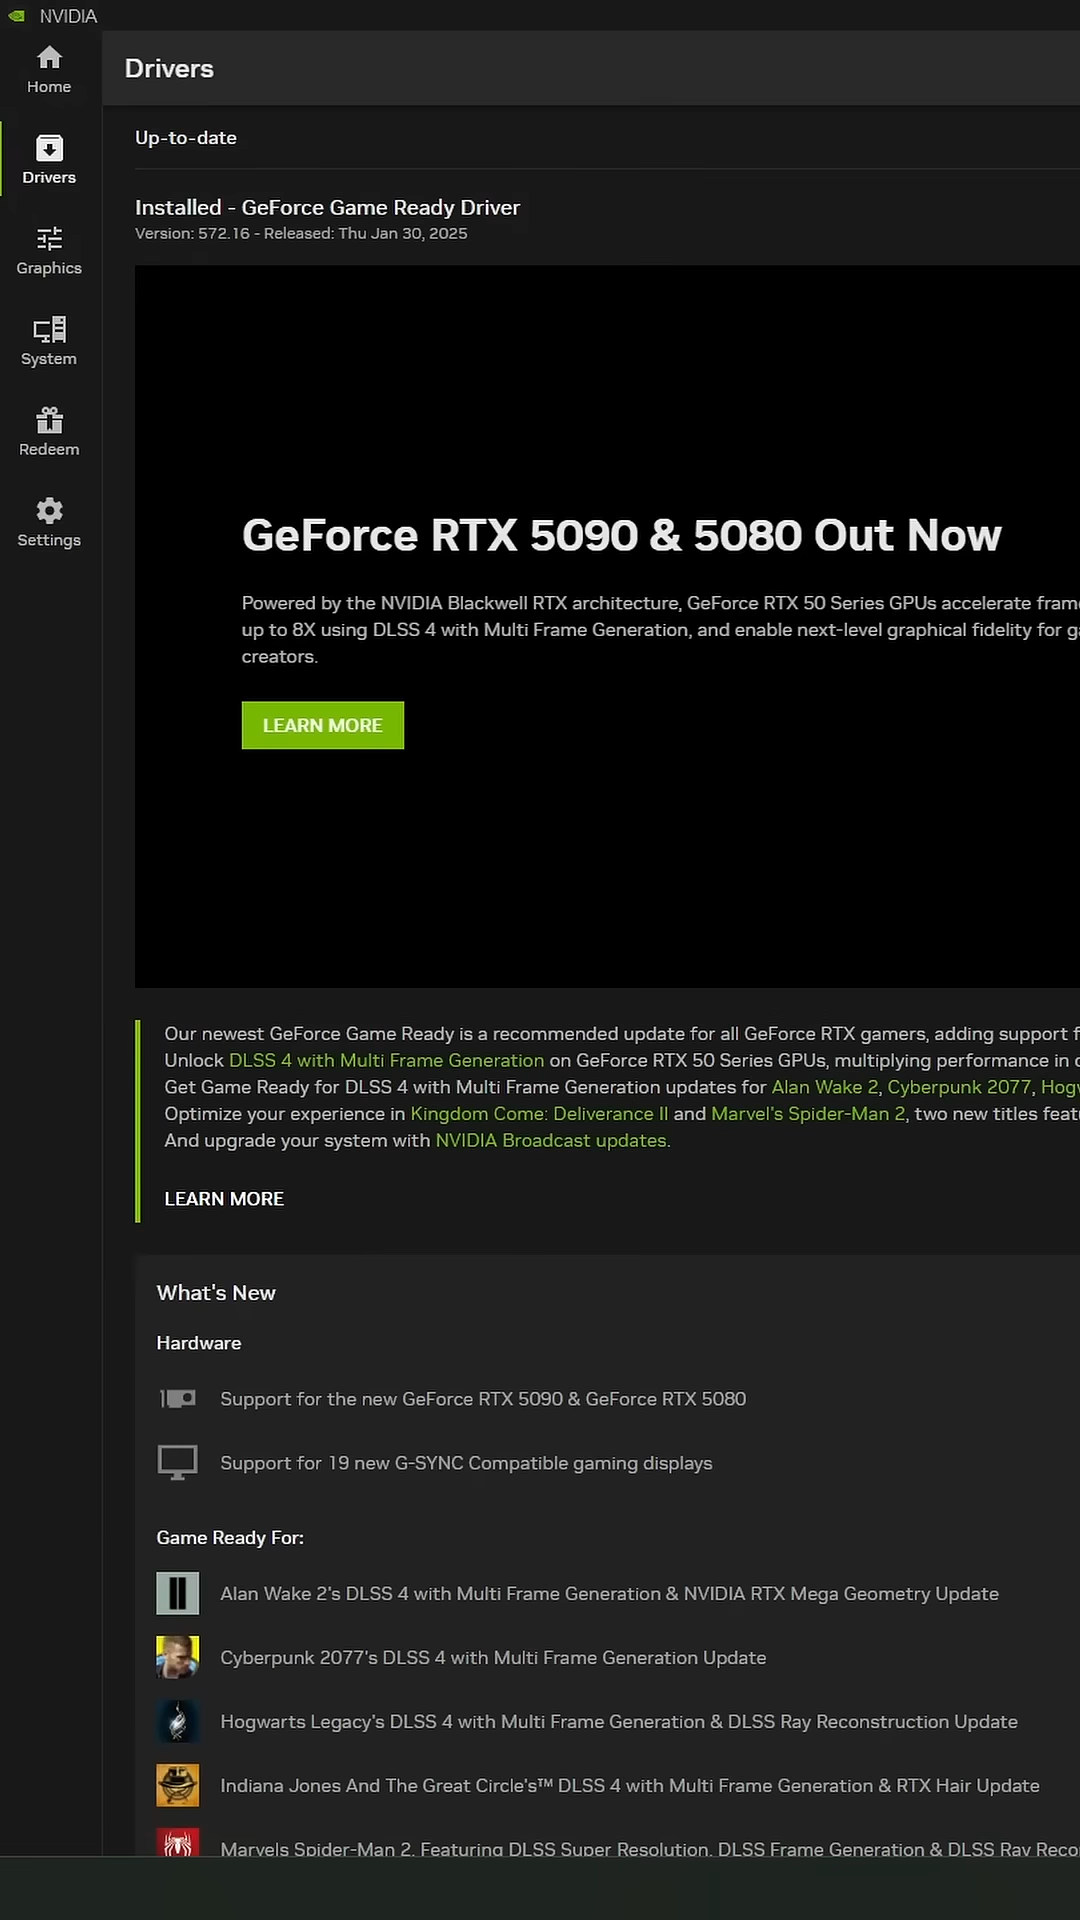 NVIDIA
Home
Drivers
Graphics
System
Redeem
Settings
Drivers
Up-to-date
Installed - GeForce Game Ready Driver
Version: 572.16 - Released: Thu Jan 30, 2025
GeForce RTX 5090 & 5080 Out Now
Powered by the NVIDIA Blackwell RTX architecture, GeForce RTX 50 Series GPUs accelerate
up to 8X using DLSS 4 with Multi Frame Generation, and enable next-level graphical fidelity for
creators.
LEARN MORE
Our newest GeForce Game Ready is a recommended update for all GeForce RTX gamers, adding support
Unlock DLSS 4 with Multi Frame Generation on GeForce RTX 50 Series GPUs, multiplying performance in
Get Game Ready for DLSS 4 with Multi Frame Generation updates for Alan Wake 2, Cyberpunk 2077,
Optimize your experience in Kingdom Come: Deliverance II and Marvel's Spider-Man 2, two new titles
And upgrade your system with NVIDIA Broadcast updates.
LEARN MORE
What's New
Hardware
Support for the new GeForce RTX 5090 & GeForce RTX 5080
Support for 19 new G-SYNC Compatible gaming displays
Game Ready For:
Alan Wake 2's DLSS 4 with Multi Frame Generation & NVIDIA RTX Mega Geometry Update
Cyberpunk 2077's DLSS 4 with Multi Frame Generation Update
Hogwarts Legacy's DLSS 4 with Multi Frame Generation & DLSS Ray Reconstruction Update
Indiana Jones And The Great Circle's™ DLSS 4 with Multi Frame Generation & RTX Hair Update
Marvels Spider-Man 2, Featuring DLSS Super Resolution, DLSS Frame Generation & DLSS Ray